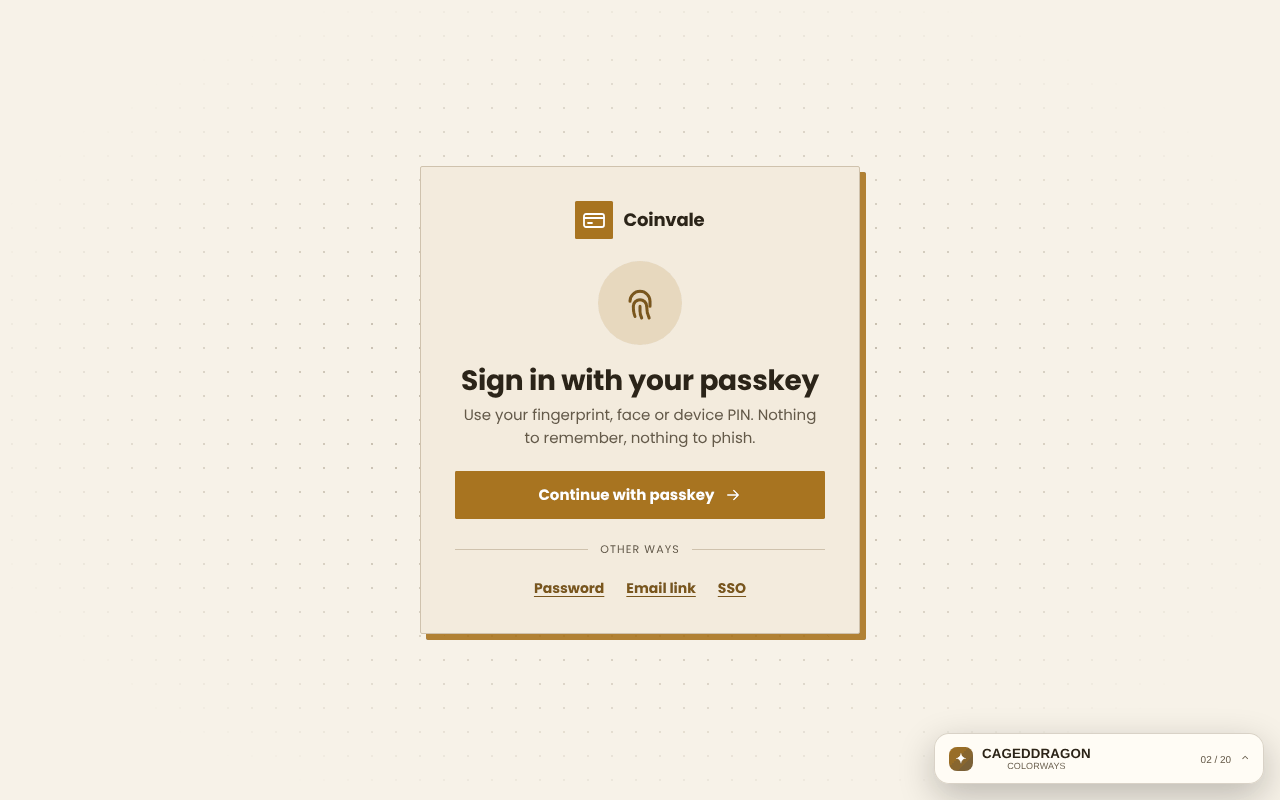 Coinvale
Sign in with your passkey
Use your fingerprint, face or device PIN. Nothing
to remember, nothing to phish.
Continue with passkey →
OTHER WAYS
Password Email link SSO
CAGEDDRAGON
COLORWAYS
02 / 20